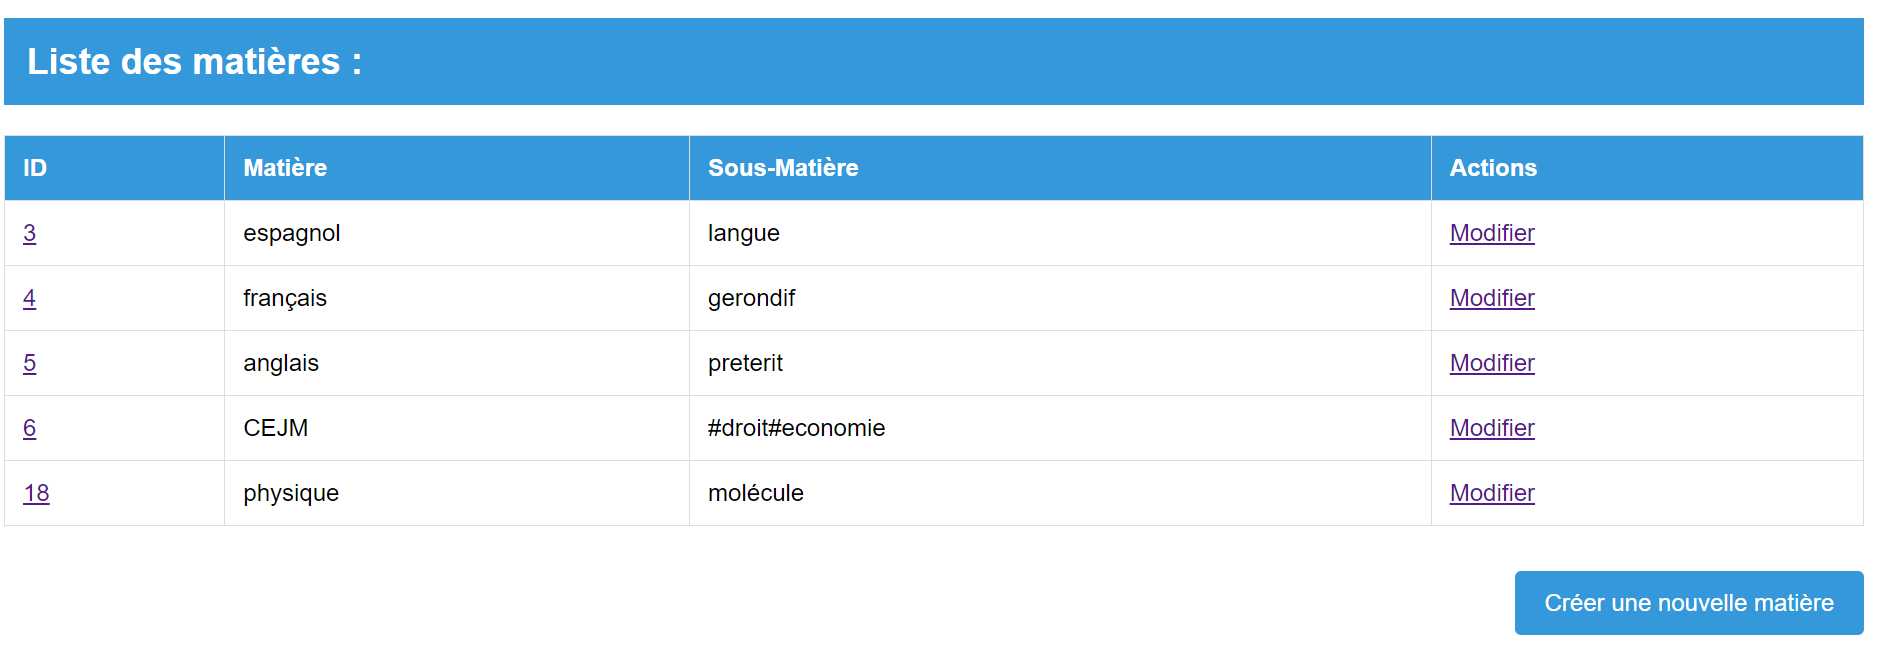 Liste des matières :
ID Matière Sous-Matière Actions
3 espagnol langue Modifier
4 français gerondif Modifier
5 anglais preterit Modifier
6 CEJM #droit#economie Modifier
18 physique molécule Modifier
Créer une nouvelle matière